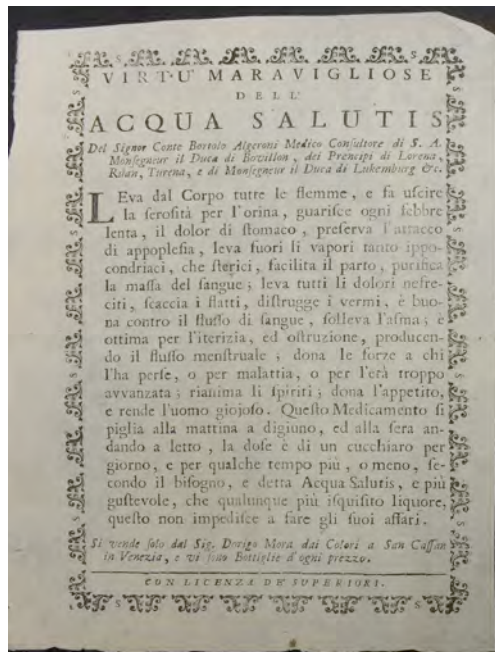 VIRTU' MARAVIGLIOSE
DELL'
ACQUA SALUTIS
Del Signor Conte Bortolo Algeroni Medico Consultore di S. A.
Monsegneur il Duca di Bovillon, dei Prencipi di Lorena,
Roan, Turena, e di Monsegneur il Duca di Lukemburg &c.
LEva dal Corpo tutte le flemme, e fa uscire
la serosità per l'orina, guarisce ogni febbre
lenta, il dolor di stomaco, preserva l'attacco
di appoplesia, leva fuori li vapori tanto ippo-
condriaci, che sterici, facilita il parto, purifica
la massa del sangue; leva tutti li dolori nefre-
citi, scaccia i flatti, distrugge i vermi, è buo-
na contro il flusso di sangue, solleva l'asma; è
ottima per l'iterizia, ed ostruzione, producen-
do il flusso menstruale; dona le forze a chi
l'ha perse, o per malattia, o per l'età troppo
avvanzata; rianima li spiriti; dona l'appetito,
e rende l'uomo giojoso. Questo Medicamento si
piglia alla mattina a digiuno, ed alla sera an-
dando a letto, la dose è di un cucchiaro per
giorno, e per qualche tempo più, o meno, se-
condo il bisogno, e detta Acqua Salutis, e più
gustevole, che qualunque più isquisito liquore,
questo non impedisce a fare gli suoi affari.
Si vende solo dal Sig. Dorigo Mora dai Colori a San Cassan
in Venezia, e vi sono Bottiglie d'ogni prezzo.
CON LICENZA DE' SUPERIORI.